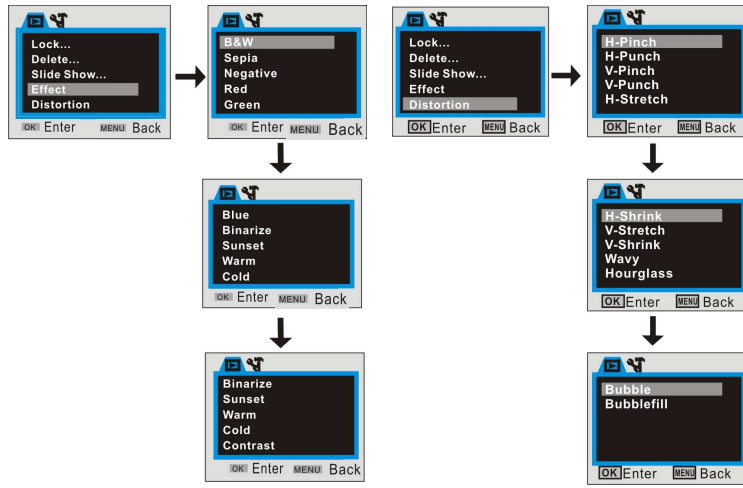 Lock...
Delete...
Slide Show...
Effect
Distortion
OK Enter MENU Back
B&W
Sepia
Negative
Red
Green
OK Enter MENU Back
Blue
Binarize
Sunset
Warm
Cold
OK Enter MENU Back
Binarize
Sunset
Warm
Cold
Contrast
OK Enter MENU Back
Lock...
Delete...
Slide Show...
Effect
Distortion
OK Enter MENU Back
H-Pinch
H-Punch
V-Pinch
V-Punch
H-Stretch
OK Enter MENU Back
H-Shrink
V-Stretch
V-Shrink
Wavy
Hourglass
OK Enter MENU Back
Bubble
Bubblefill
OK Enter MENU Back